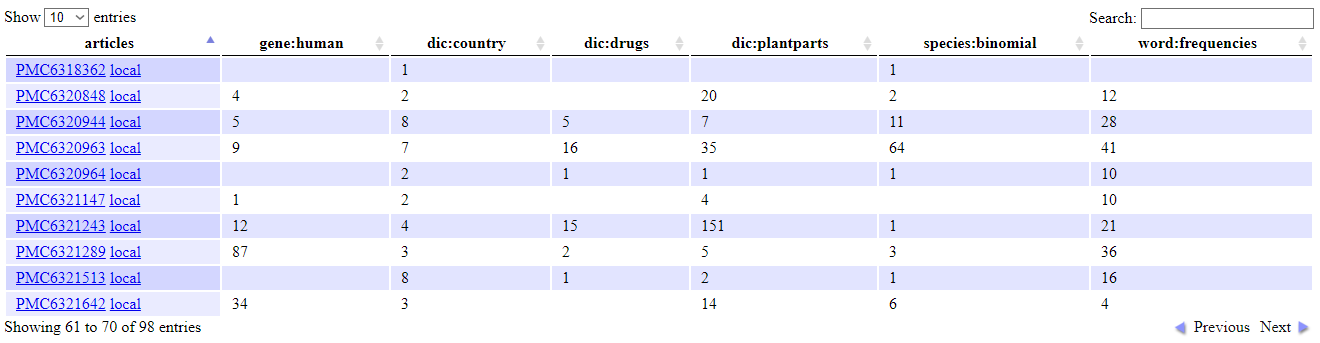 Show 10 entries Search:
articles gene:human dic:country dic:drugs dic:plantparts species:binomial word:frequencies
PMC6318362 local 1 1
PMC6320848 local 4 2 20 2 12
PMC6320944 local 5 8 5 7 11 28
PMC6320963 local 9 7 16 35 64 41
PMC6320964 local 2 1 1 1 10
PMC6321147 local 1 2 4 10
PMC6321243 local 12 4 15 151 1 21
PMC6321289 local 87 3 2 5 3 36
PMC6321513 local 8 1 2 1 16
PMC6321642 local 34 3 14 6 4
Showing 61 to 70 of 98 entries Previous Next